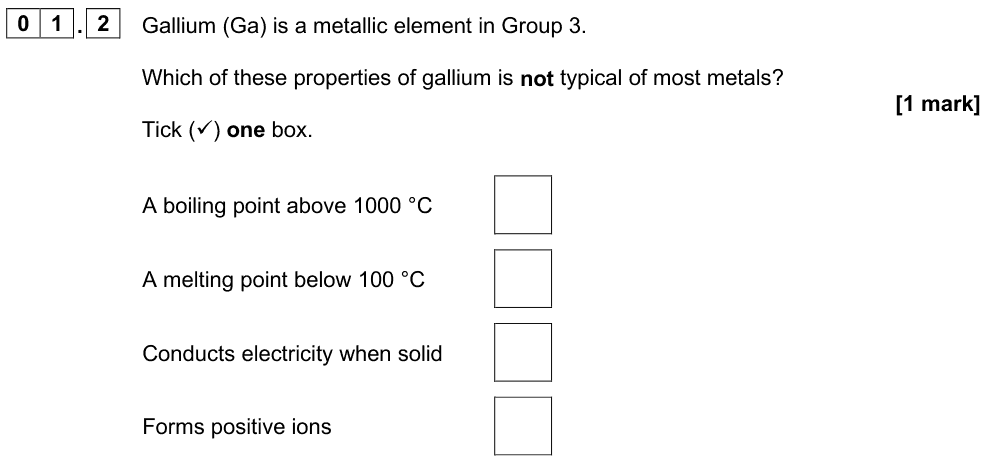 0 1 . 2 Gallium (Ga) is a metallic element in Group 3.
Which of these properties of gallium is not typical of most metals?
[1 mark]
Tick (✓) one box.
A boiling point above 1000 °C
A melting point below 100 °C
Conducts electricity when solid
Forms positive ions